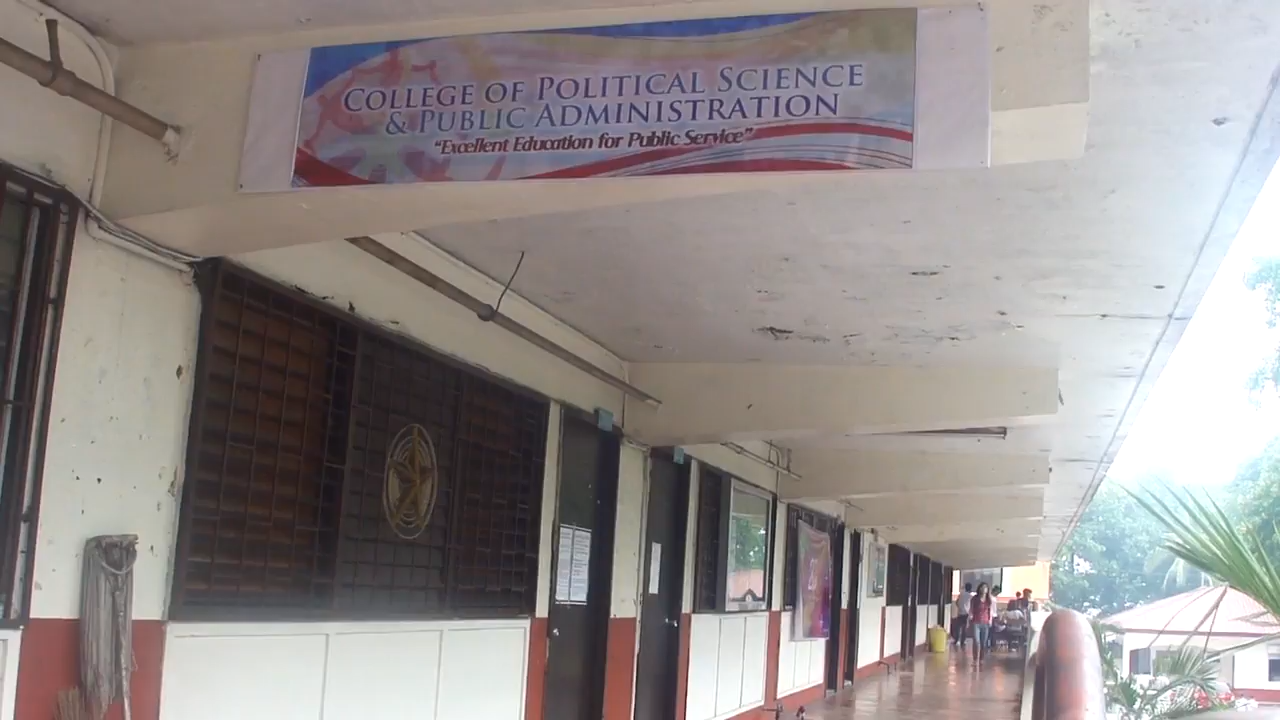 COLLEGE OF POLITICAL SCIENCE
& PUBLIC ADMINISTRATION
"Excellent Education for Public Service"